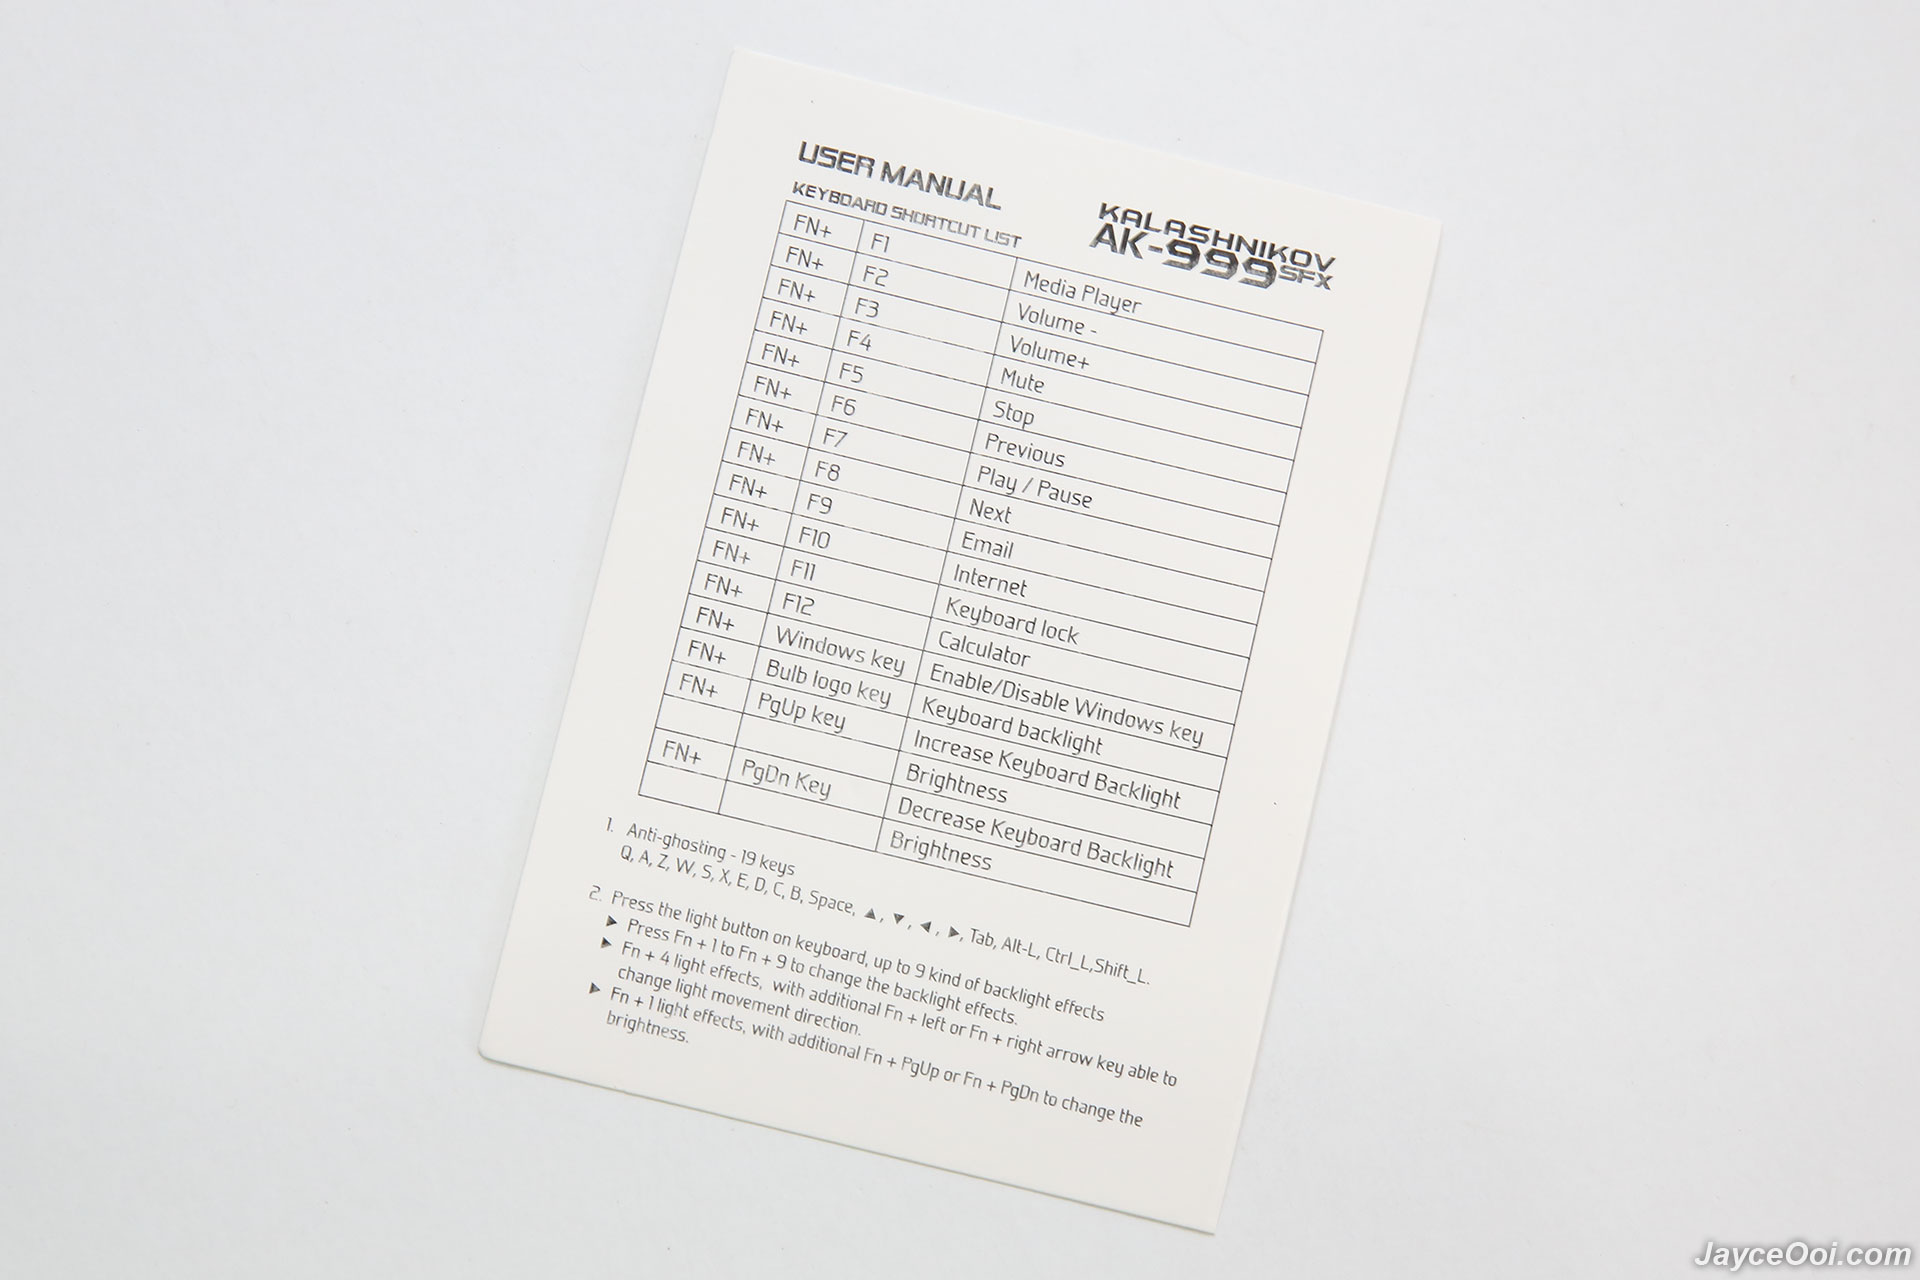 USER MANUAL
KEYBOARD SHORTCUT LIST
KALASHNIKOV
AK-999SFX
FN+ F1 Media Player
FN+ F2 Volume -
FN+ F3 Volume+
FN+ F4 Mute
FN+ F5 Stop
FN+ F6 Previous
FN+ F7 Play / Pause
FN+ F8 Next
FN+ F9 Email
FN+ F10 Internet
FN+ F11 Keyboard lock
FN+ F12 Calculator
FN+ Windows key Enable/Disable Windows key
FN+ Bulb logo key Keyboard backlight
FN+ PgUp key Increase Keyboard Backlight
Brightness
FN+ PgDn Key Decrease Keyboard Backlight
Brightness
1. Anti-ghosting - 19 keys
Q, A, Z, W, S, X, E, D, C, B, Space, ▲, ▼, ◀, ▶, Tab, Alt-L, Ctrl_L,Shift_L.
2. Press the light button on keyboard, up to 9 kind of backlight effects
▶ Press Fn + 1 to Fn + 9 to change the backlight effects.
▶ Fn + 4 light effects, with additional Fn + left or Fn + right arrow key able to
change light movement direction.
▶ Fn + 1 light effects, with additional Fn + PgUp or Fn + PgDn to change the
brightness.
JayceOoi.com